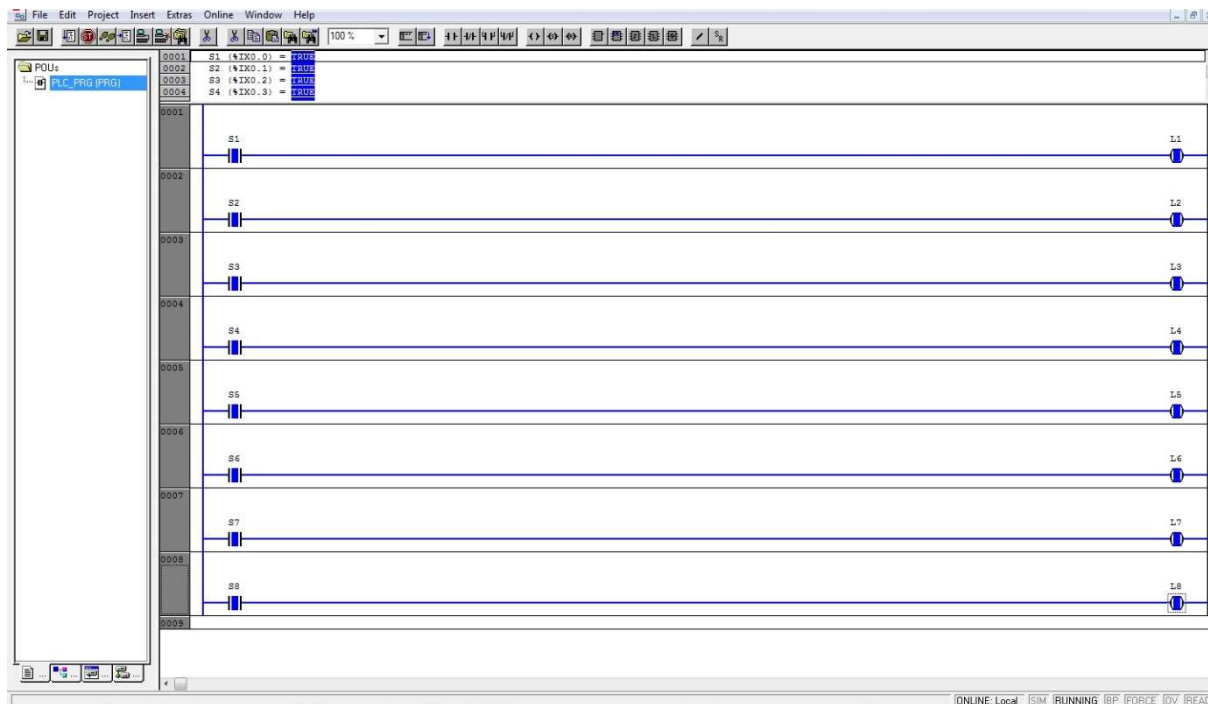 File Edit Project Insert Extras Online Window Help
100 %
POUs
PLC_PRG (PRG)
0001 S1 (%IX0.0) = TRUE
0002 S2 (%IX0.1) = TRUE
0003 S3 (%IX0.2) = TRUE
0004 S4 (%IX0.3) = TRUE
0001
S1 L1
0002
S2 L2
0003
S3 L3
0004
S4 L4
0005
S5 L5
0006
S6 L6
0007
S7 L7
0008
S8 L8
0009
ONLINE: Local SIM RUNNING BP FORCE OV READ